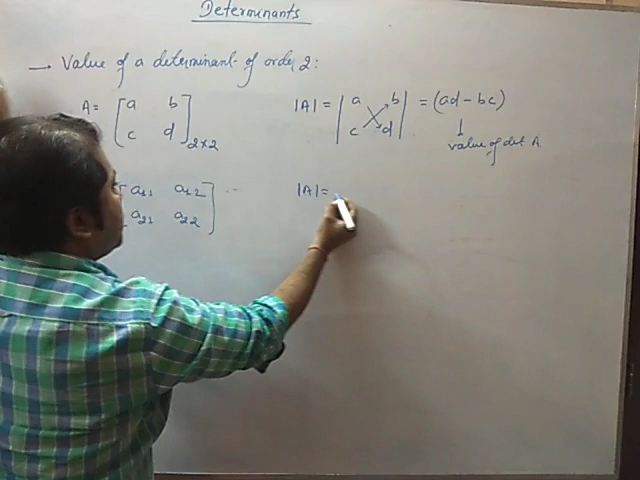 Determinants
→ Value of a determinant of order 2:
A = [a b
c d]2×2
|A| = |a b
c d| = (ad - bc)
↓
value of det A
[a11 a12
a21 a22] ..
|A| =